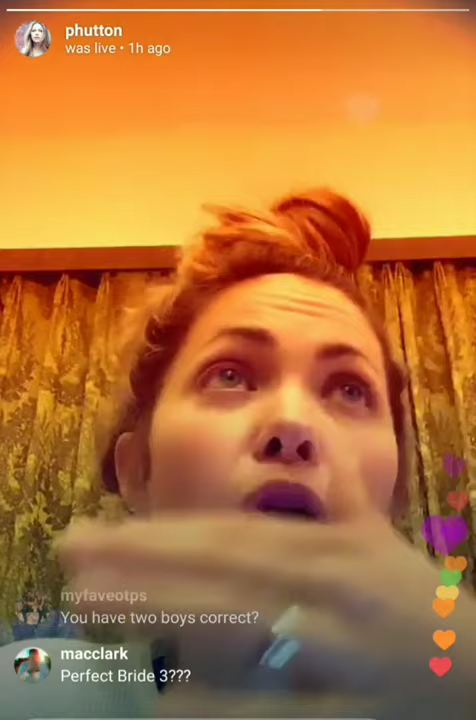 phutton
was live • 1h ago
myfaveotps
You have two boys correct?
macclark
Perfect Bride 3???